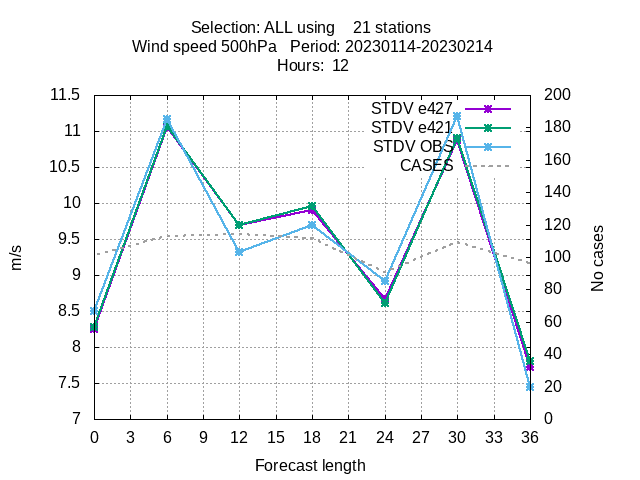 Selection: ALL using    21 stations
Wind speed 500hPa   Period: 20230114-20230214
Hours:  12
STDV e427
STDV e421
STDV OBS
CASES
11.5
11
10.5
10
9.5
9
8.5
8
7.5
7
200
180
160
140
120
100
80
60
40
20
0
m/s
No cases
0 3 6 9 12 15 18 21 24 27 30 33 36
Forecast length